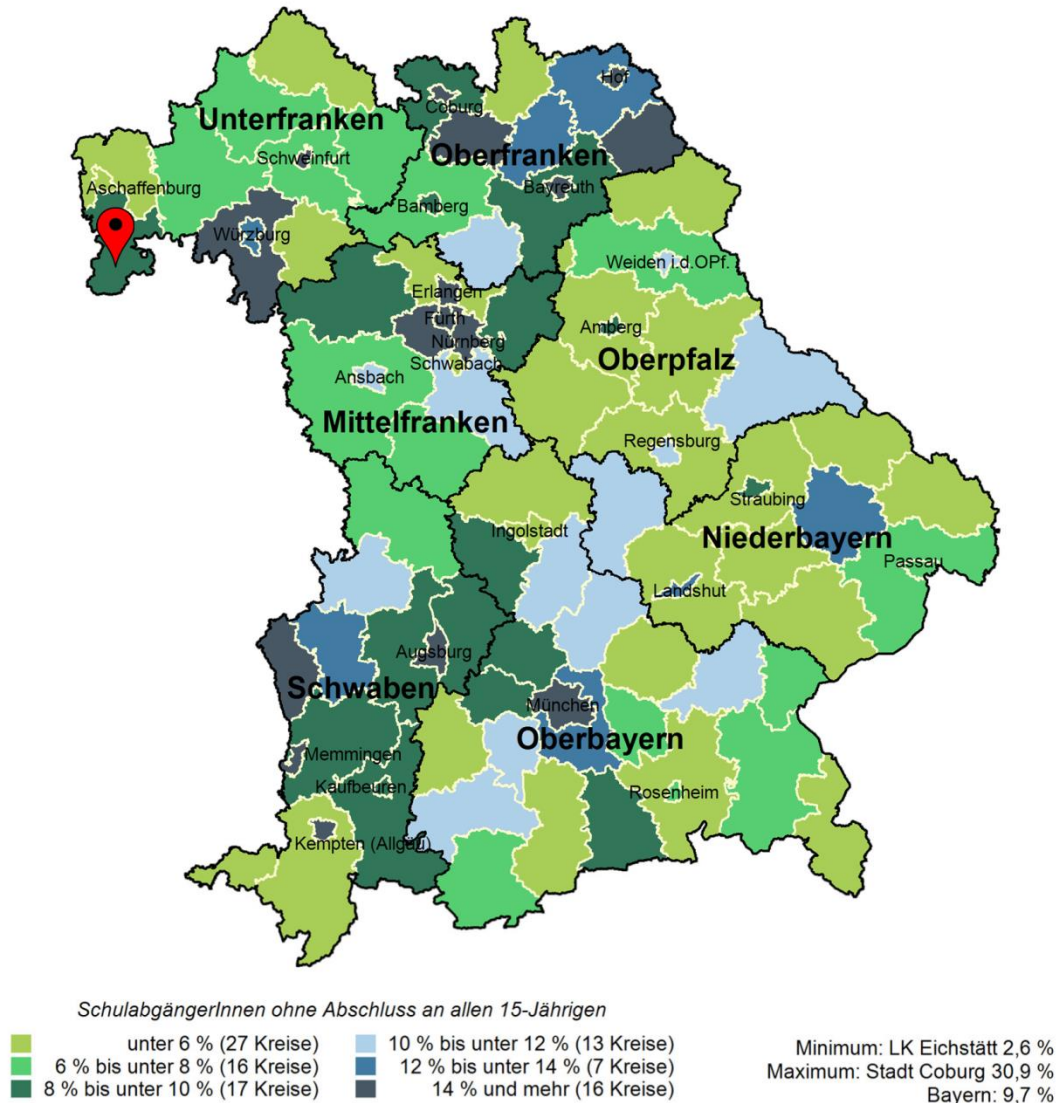 Hof
Coburg
Unterfranken
Oberfranken
Schweinfurt
Aschaffenburg
Bayreuth
Bamberg
Würzburg
Weiden i.d.OPf.
Erlangen
Fürth
Amberg
Nürnberg
Oberpfalz
Schwabach
Ansbach
Mittelfranken
Regensburg
Straubing
Ingolstadt
Niederbayern
Passau
Landshut
Augsburg
Schwaben
München
Oberbayern
Memmingen
Kaufbeuren
Rosenheim
Kempten (Allgäu)
SchulabgängerInnen ohne Abschluss an allen 15-Jährigen
unter 6 % (27 Kreise)
6 % bis unter 8 % (16 Kreise)
8 % bis unter 10 % (17 Kreise)
10 % bis unter 12 % (13 Kreise)
12 % bis unter 14 % (7 Kreise)
14 % und mehr (16 Kreise)
Minimum: LK Eichstätt 2,6 %
Maximum: Stadt Coburg 30,9 %
Bayern: 9,7 %